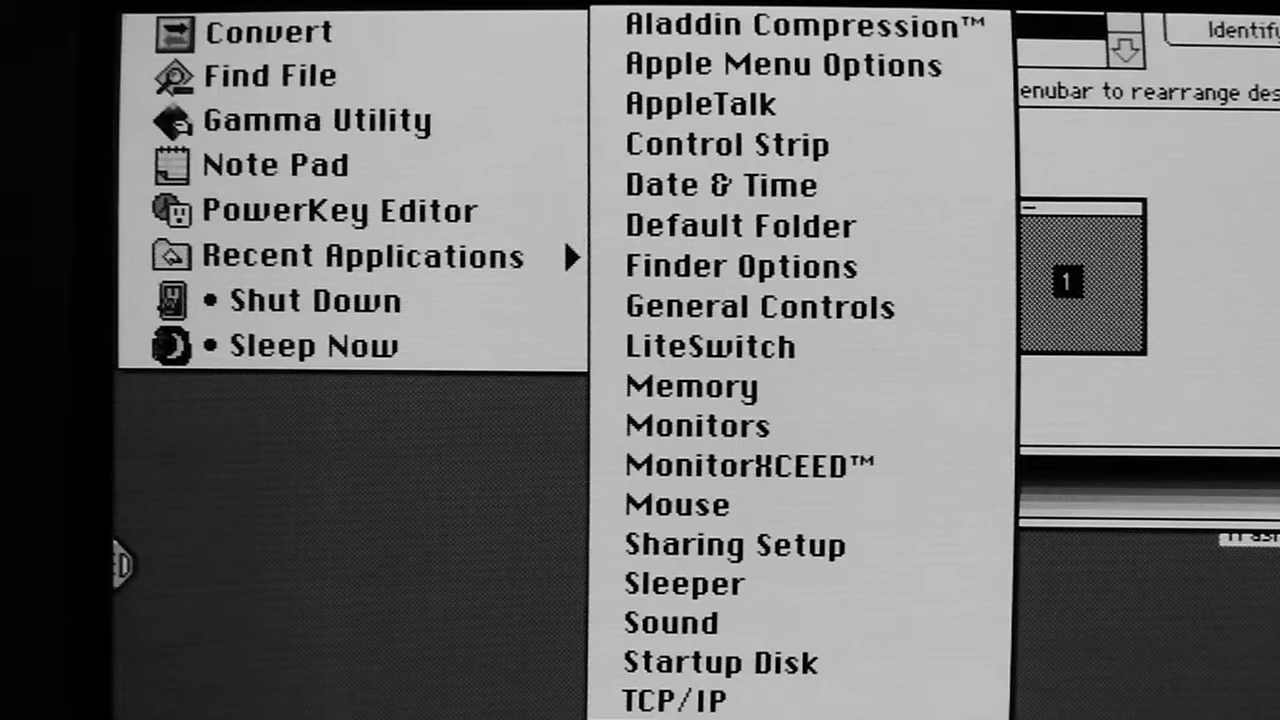 Convert
Find File
Gamma Utility
Note Pad
PowerKey Editor
Recent Applications
• Shut Down
• Sleep Now
Aladdin Compression™
Apple Menu Options
AppleTalk
Control Strip
Date & Time
Default Folder
Finder Options
General Controls
LiteSwitch
Memory
Monitors
MonitorXCEED™
Mouse
Sharing Setup
Sleeper
Sound
Startup Disk
TCP/IP
Identify
enubar to rearrange des
1